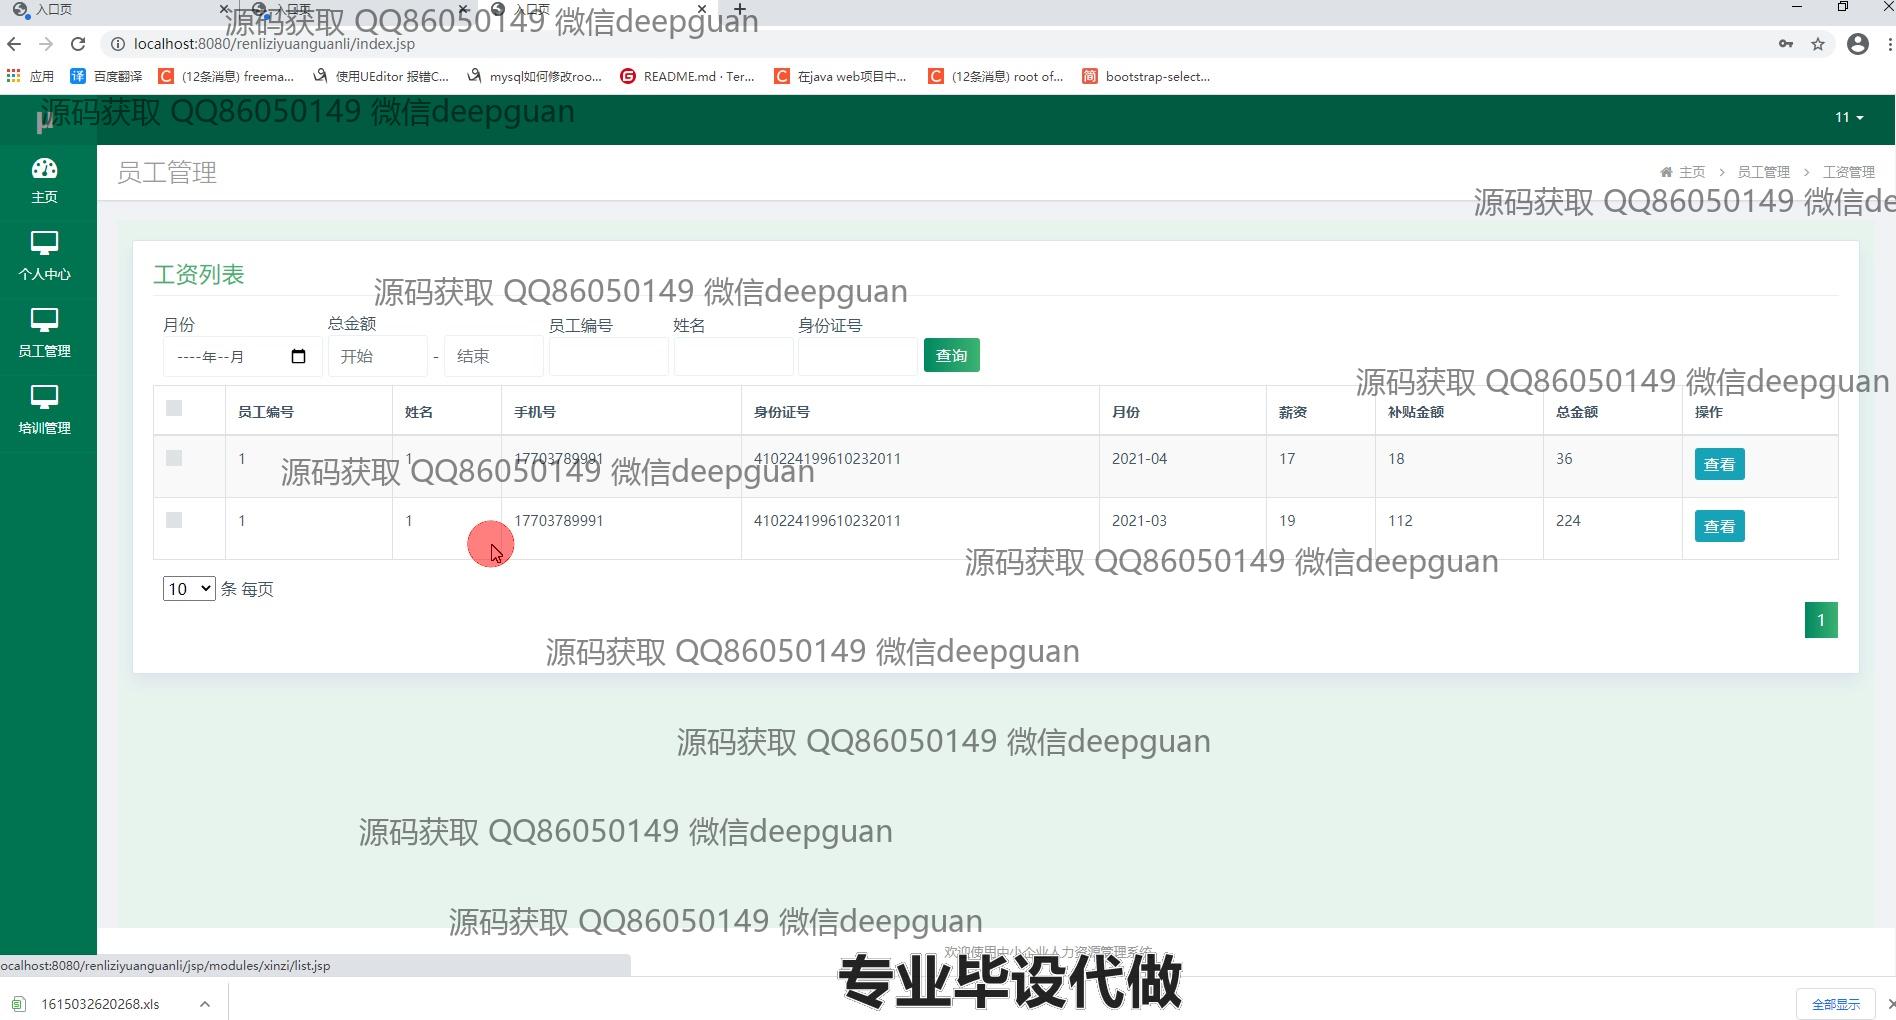 入口页
入口页
入口页
源码获取 QQ86050149 微信deepguan
localhost:8080/renliziyuanguanli/index.jsp
应用
百度翻译
(12条消息) freema...
使用UEditor 报错C...
mysql如何修改roo...
README.md · Ter...
在java web项目中...
(12条消息) root of...
bootstrap-select...
源码获取 QQ86050149 微信deepguan
μ
11
主页
个人中心
员工管理
培训管理
员工管理
主页 > 员工管理 > 工资管理
源码获取 QQ86050149 微信de
工资列表
源码获取 QQ86050149 微信deepguan
月份 总金额 员工编号 姓名 身份证号
----年--月 开始 - 结束 查询
源码获取 QQ86050149 微信deepguan
员工编号 姓名 手机号 身份证号 月份 薪资 补贴金额 总金额 操作
1 1 17703789991 410224199610232011 2021-04 17 18 36 查看
源码获取 QQ86050149 微信deepguan
1 1 17703789991 410224199610232011 2021-03 19 112 224 查看
源码获取 QQ86050149 微信deepguan
10 条 每页
1
源码获取 QQ86050149 微信deepguan
源码获取 QQ86050149 微信deepguan
源码获取 QQ86050149 微信deepguan
源码获取 QQ86050149 微信deepguan
欢迎使用中小企业人力资源管理系统
ocalhost:8080/renliziyuanguanli/jsp/modules/xinzi/list.jsp
专业毕设代做
1615032620268.xls
全部显示